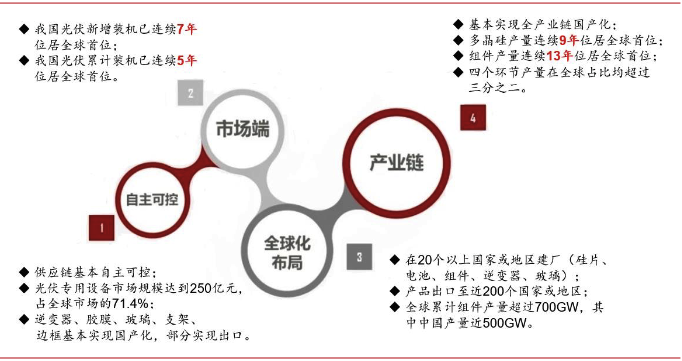 ◆ 我国光伏新增装机已连续7年
位居全球首位；
◆ 我国光伏累计装机已连续5年
位居全球首位。
2
市场端
◆ 基本实现全产业链国产化；
◆ 多晶硅产量连续9年位居全球首位；
◆ 组件产量连续13年位居全球首位；
◆ 四个环节产量在全球占比均超过
三分之二。
4
产业链
自主可控
1
◆ 供应链基本自主可控；
◆ 光伏专用设备市场规模达到250亿元，
占全球市场的71.4%；
◆ 逆变器、胶膜、玻璃、支架、
边框基本实现国产化，部分实现出口。
全球化
布局
3
◆ 在20个以上国家或地区建厂（硅片、
电池、组件、逆变器、玻璃）；
◆ 产品出口至近200个国家或地区；
◆ 全球累计组件产量超过700GW，其
中中国产量近500GW。